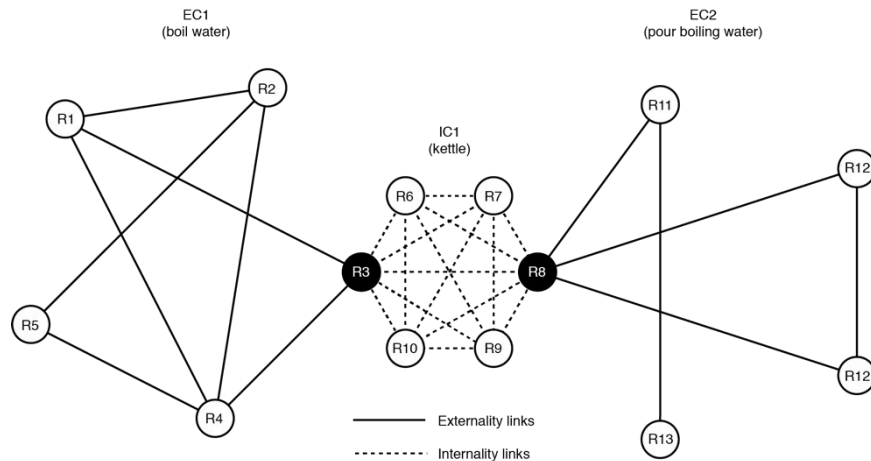 EC1
(boil water)
EC2
(pour boiling water)
R2
R11
R1
IC1
(kettle)
R12
R6
R7
R3
R8
R5
R10
R9
R12
R4
R13
Externality links
Internality links